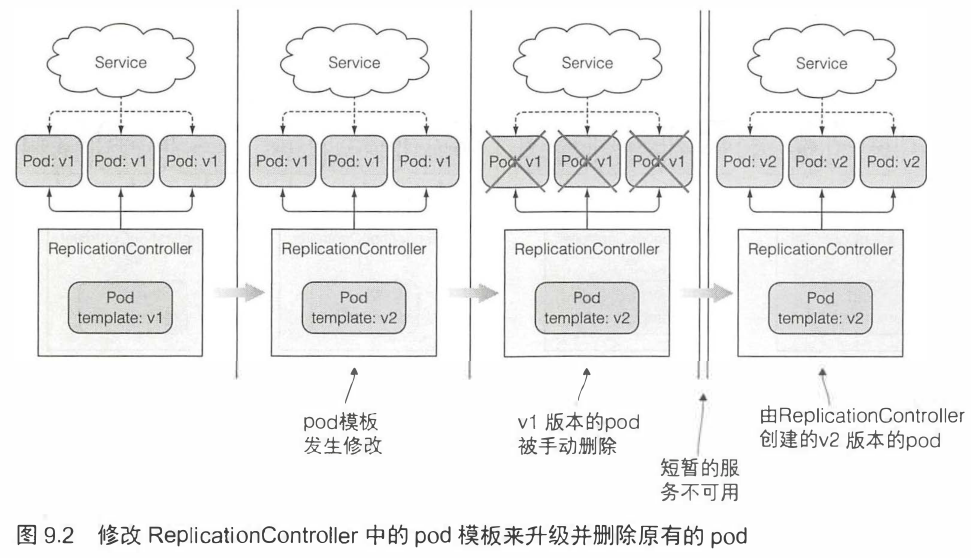 Service
Service
Service
Service
Pod: v1
Pod: v1
Pod: v1
Pod: v1
Pod: v1
Pod: v1
Pod: v1
Pod: v1
Pod: v1
Pod: v2
Pod: v2
Pod: v2
ReplicationController
ReplicationController
ReplicationController
ReplicationController
Pod
template: v1
Pod
template: v2
Pod
template: v2
Pod
template: v2
pod模板
发生修改
v1 版本的pod
被手动删除
短暂的服
务不可用
由ReplicationController
创建的v2 版本的pod
图 9.2 修改 ReplicationController 中的 pod 模板来升级并删除原有的 pod